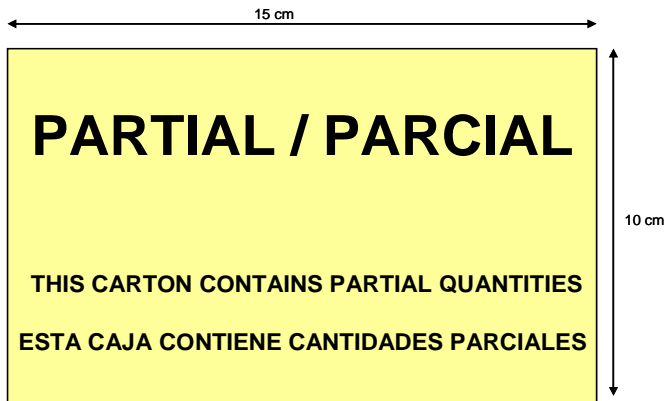 15 cm
PARTIAL / PARCIAL
10 cm
THIS CARTON CONTAINS PARTIAL QUANTITIES
ESTA CAJA CONTIENE CANTIDADES PARCIALES